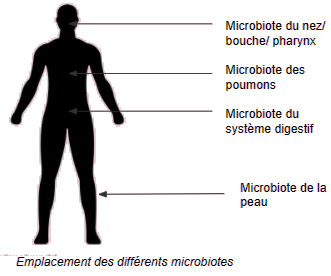 Microbiote du nez/
bouche/ pharynx
Microbiote des
poumons
Microbiote du
système digestif
Microbiote de la
peau
Emplacement des différents microbiotes